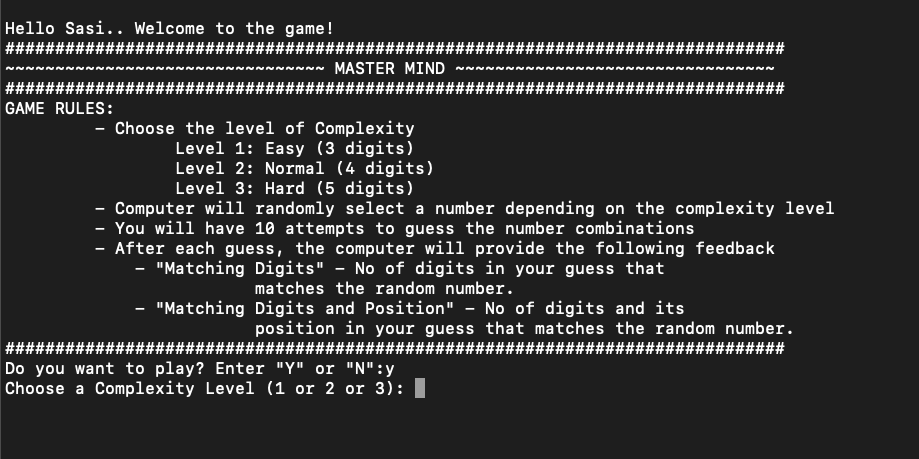 Hello Sasi.. Welcome to the game!
##############################################################################
~~~~~~~~~~~~~~~~~~~~~~~~~~~~~~~~ MASTER MIND ~~~~~~~~~~~~~~~~~~~~~~~~~~~~~~~~
##############################################################################
GAME RULES:
         – Choose the level of Complexity
                 Level 1: Easy (3 digits)
                 Level 2: Normal (4 digits)
                 Level 3: Hard (5 digits)
         – Computer will randomly select a number depending on the complexity level
         – You will have 10 attempts to guess the number combinations
         – After each guess, the computer will provide the following feedback
             – "Matching Digits" – No of digits in your guess that
                         matches the random number.
             – "Matching Digits and Position" – No of digits and its
                         position in your guess that matches the random number.
##############################################################################
Do you want to play? Enter "Y" or "N":y
Choose a Complexity Level (1 or 2 or 3):